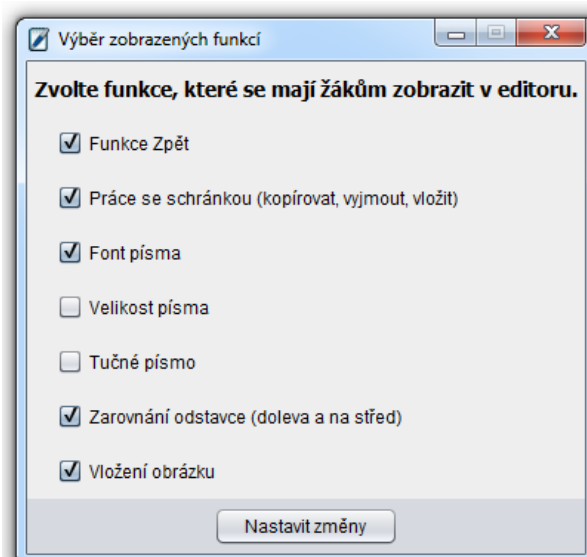 Výběr zobrazených funkcí
Zvolte funkce, které se mají žákům zobrazit v editoru.
Funkce Zpět
Práce se schránkou (kopírovat, vyjmout, vložit)
Font písma
Velikost písma
Tučné písmo
Zarovnání odstavce (doleva a na střed)
Vložení obrázku
Nastavit změny